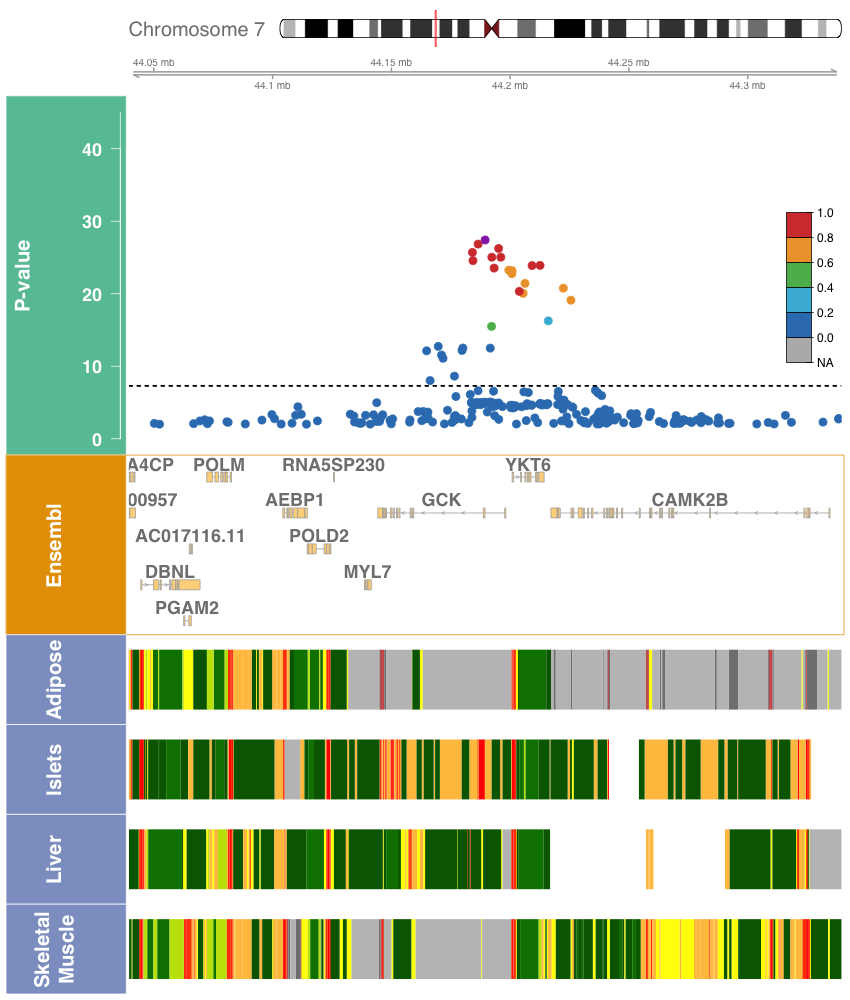 Chromosome 7
44.05 mb
44.15 mb
44.25 mb
44.1 mb
44.2 mb
44.3 mb
P-value
40
30
20
10
0
1.0
0.8
0.6
0.4
0.2
0.0
NA
Ensembl
A4CP
POLM
RNA5SP230
YKT6
00957
AEBP1
GCK
CAMK2B
AC017116.11
POLD2
DBNL
MYL7
PGAM2
Adipose
Islets
Liver
Skeletal
Muscle